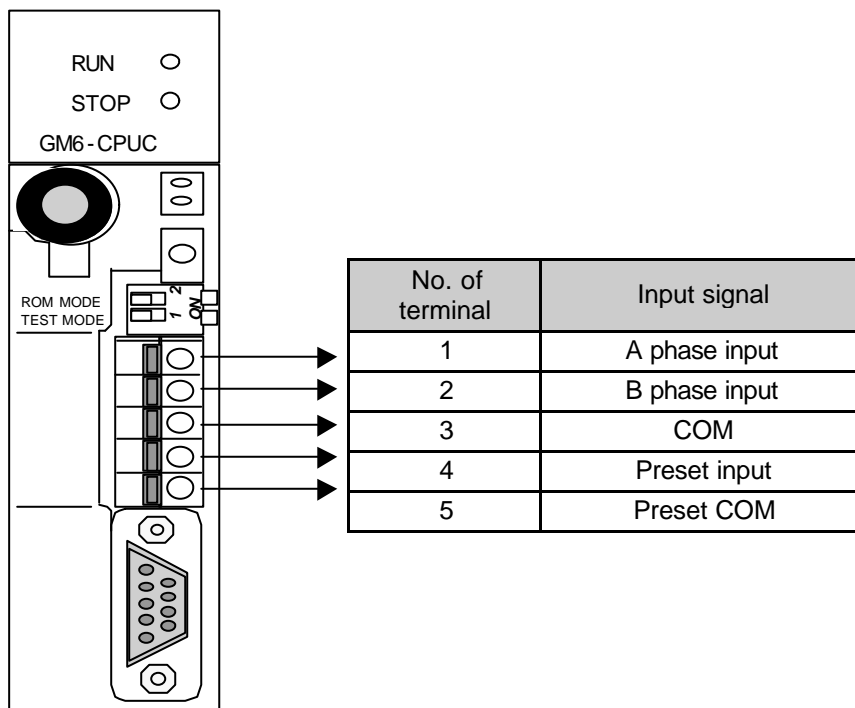 RUN
STOP
GM6-CPUC
ROM MODE
TEST MODE
2
1
ON
No. of
terminal
Input signal
1
A phase input
2
B phase input
3
COM
4
Preset input
5
Preset COM